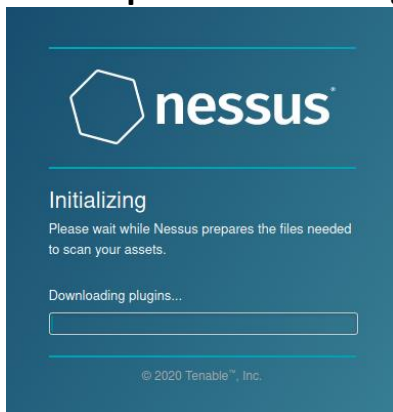 nessus
Initializing
Please wait while Nessus prepares the files needed
to scan your assets.
Downloading plugins...
© 2020 Tenable™, Inc.